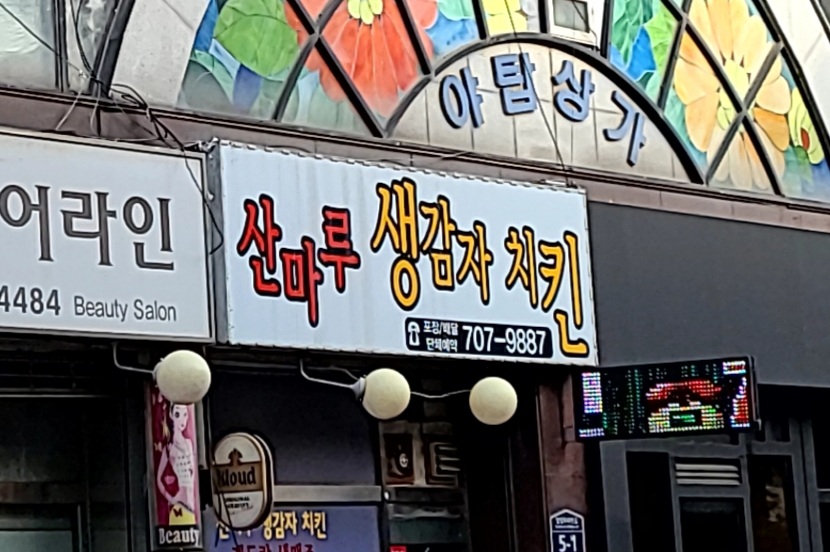 야탑상가
어라인
4484 Beauty Salon
산마루 생감자 치킨
포장/배달
단체예약 707-9887
Kloud
Beauty
생감자 치킨
5-1